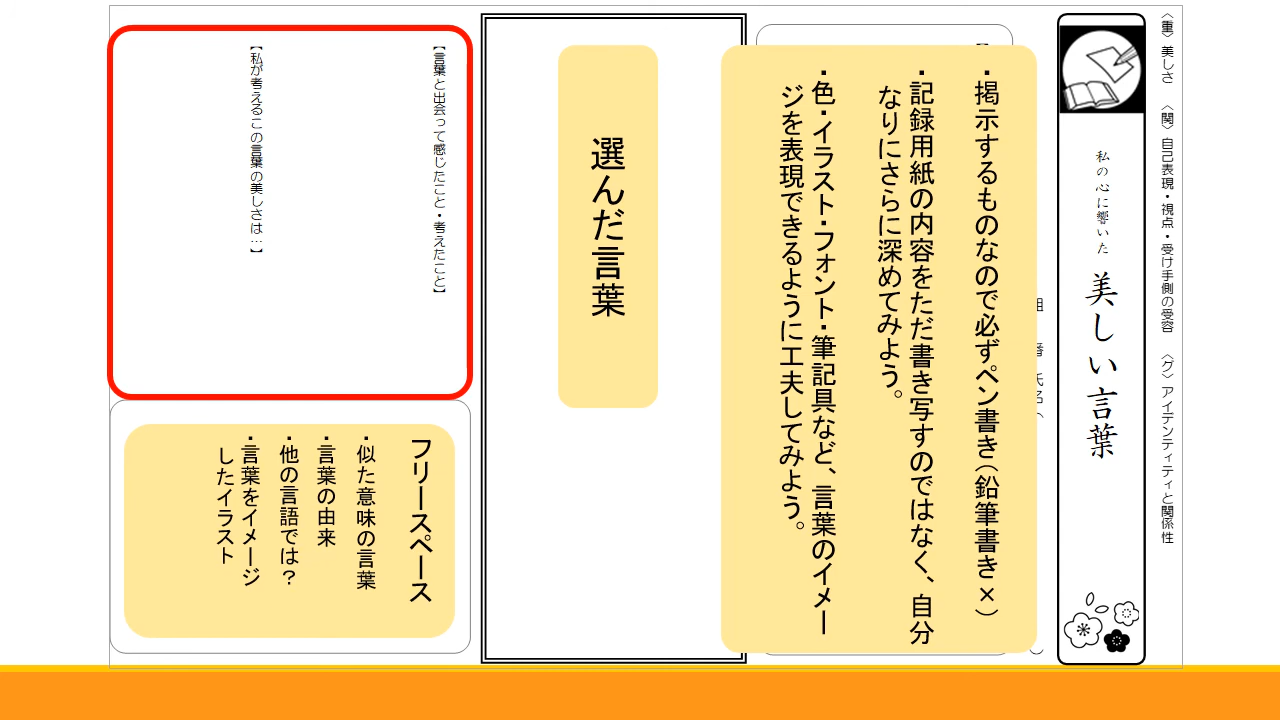 〈重〉美しさ　〈関〉自己表現・視点・受け手側の受容　〈グ〉アイデンティティと関係性
私の心に響いた　美しい言葉
・掲示するものなので必ずペン書き（鉛筆書き×）
・記録用紙の内容をただ書き写すのではなく、自分
なりにさらに深めてみよう。
・色・イラスト・フォント・筆記具など、言葉のイメー
ジを表現できるように工夫してみよう。
選んだ言葉
【言葉と出会って感じたこと・考えたこと】
【私が考えるこの言葉の美しさは…】
フリースペース
・似た意味の言葉
・言葉の由来
・他の言語では？
・言葉をイメージ
したイラスト